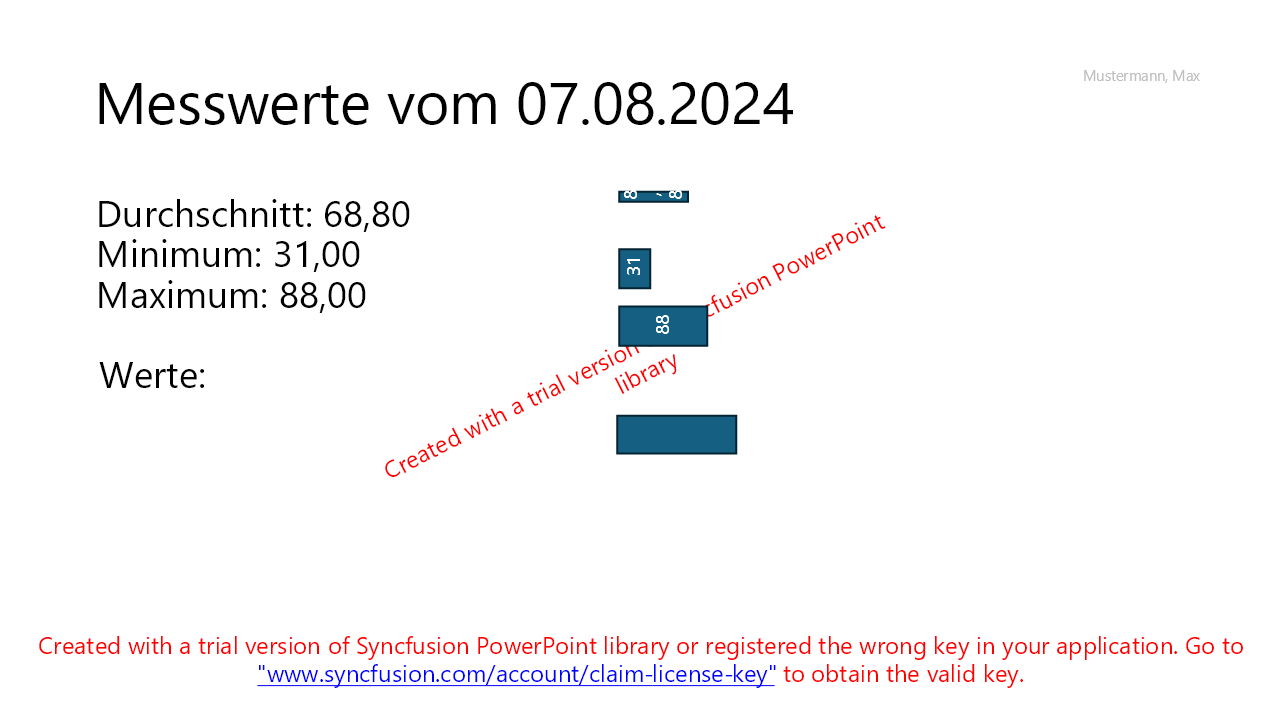 Mustermann, Max
Messwerte vom 07.08.2024
Durchschnitt: 68,80
Minimum: 31,00
Maximum: 88,00
Werte:
31
88
Created with a trial version cfusion PowerPoint
library
Created with a trial version of Syncfusion PowerPoint library or registered the wrong key in your application. Go to
"www.syncfusion.com/account/claim-license-key" to obtain the valid key.